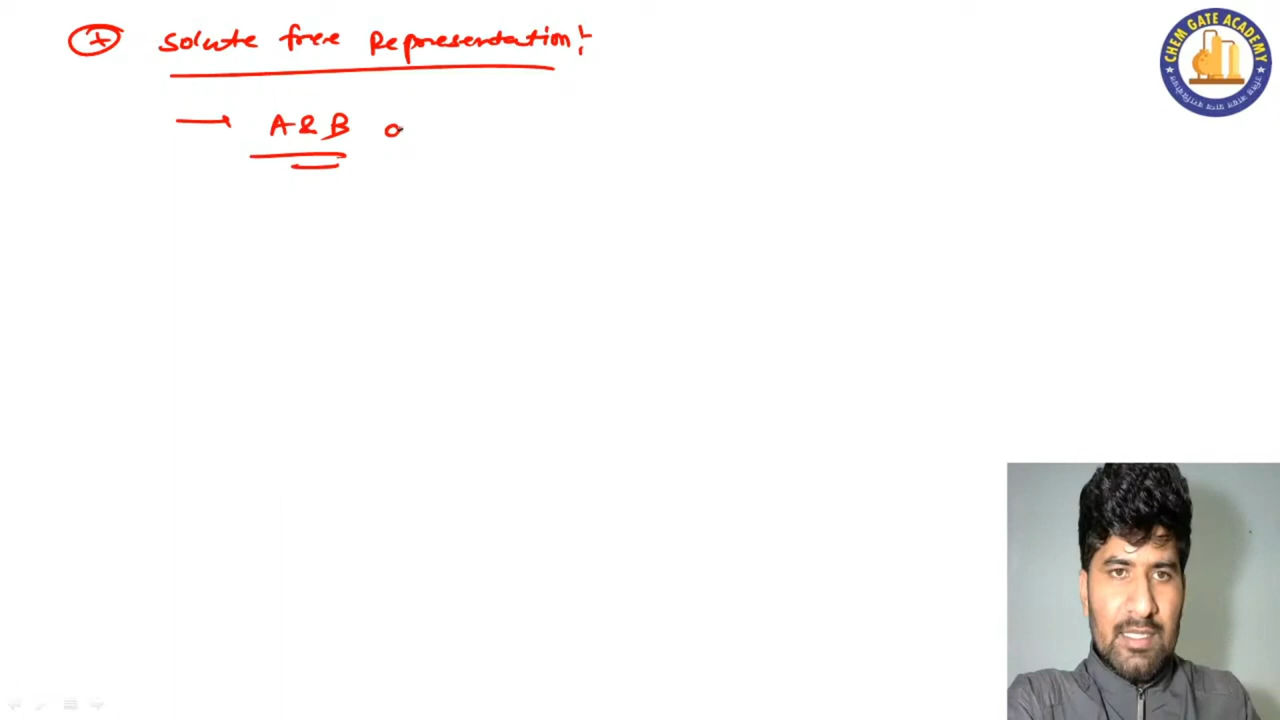 * Solute free Representation:-
→ A & B a
CHEM GATE ACADEMY